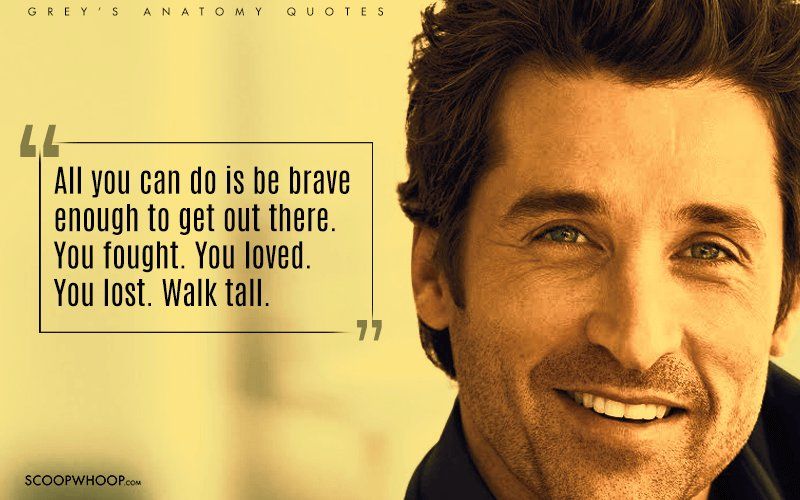 GREY'S ANATOMY QUOTES
“
All you can do is be brave
enough to get out there.
You fought. You loved.
You lost. Walk tall.
”
SCOOPWHOOP.COM